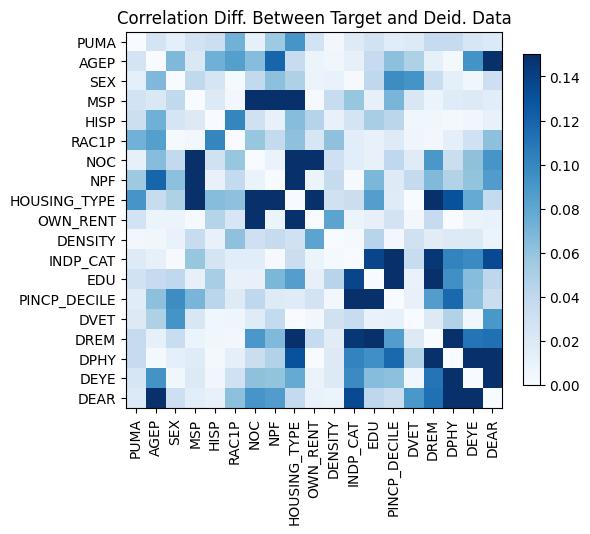 Correlation Diff. Between Target and Deid. Data
PUMA
AGEP
SEX
MSP
HISP
RAC1P
NOC
NPF
HOUSING_TYPE
OWN_RENT
DENSITY
INDP_CAT
EDU
PINCP_DECILE
DVET
DREM
DPHY
DEYE
DEAR
PUMA
AGEP
SEX
MSP
HISP
RAC1P
NOC
NPF
HOUSING_TYPE
OWN_RENT
DENSITY
INDP_CAT
EDU
PINCP_DECILE
DVET
DREM
DPHY
DEYE
DEAR
0.14
0.12
0.10
0.08
0.06
0.04
0.02
0.00